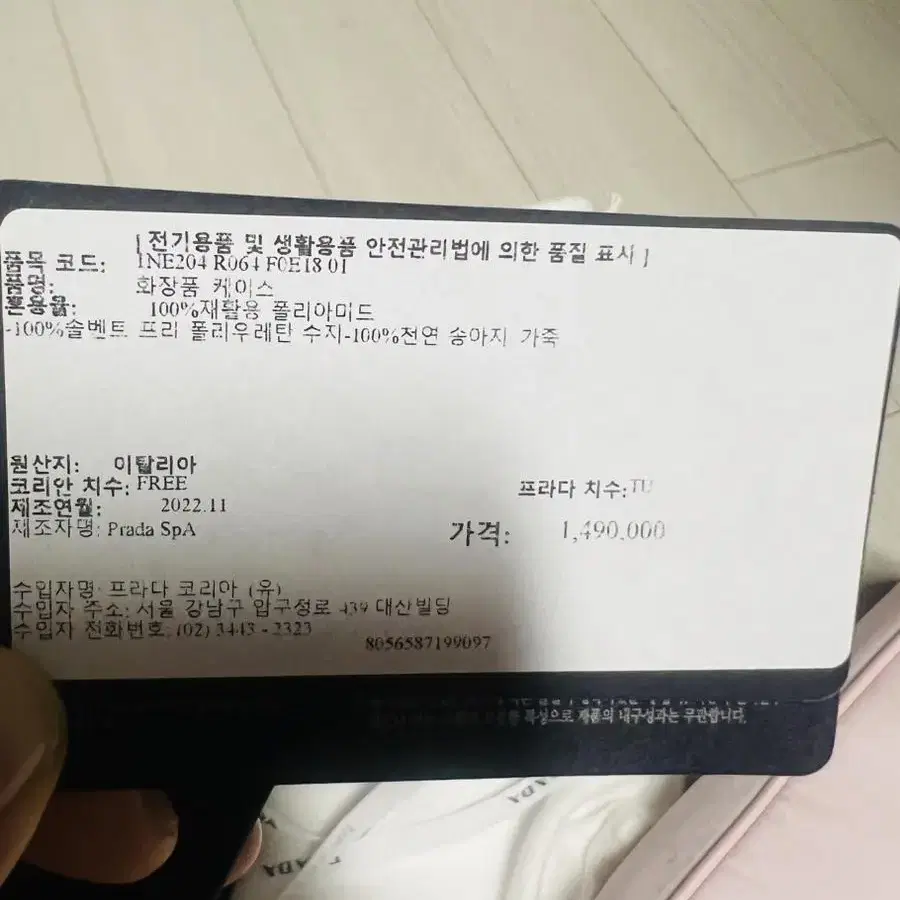 [ 전기용품 및 생활용품 안전관리법에 의한 품질 표시 ]
품목 코드: 1NE204 R064 F0E18 01
품명: 화장품 케이스
혼용율: 100%재활용 폴리아미드
-100%솔벤트 프리 폴리우레탄 수지-100%천연 송아지 가죽
원산지: 이탈리아
코리안 치수: FREE 프라다 치수: TU
제조연월: 2022.11
제조자명: Prada SpA 가격: 1,490,000
수입자명: 프라다 코리아 (유)
수입자 주소: 서울 강남구 압구정로 439 대산빌딩
수입자 전화번호: (02) 3443 - 2323
8056587199097
특성으로 제품의 내구성과는 무관합니다.